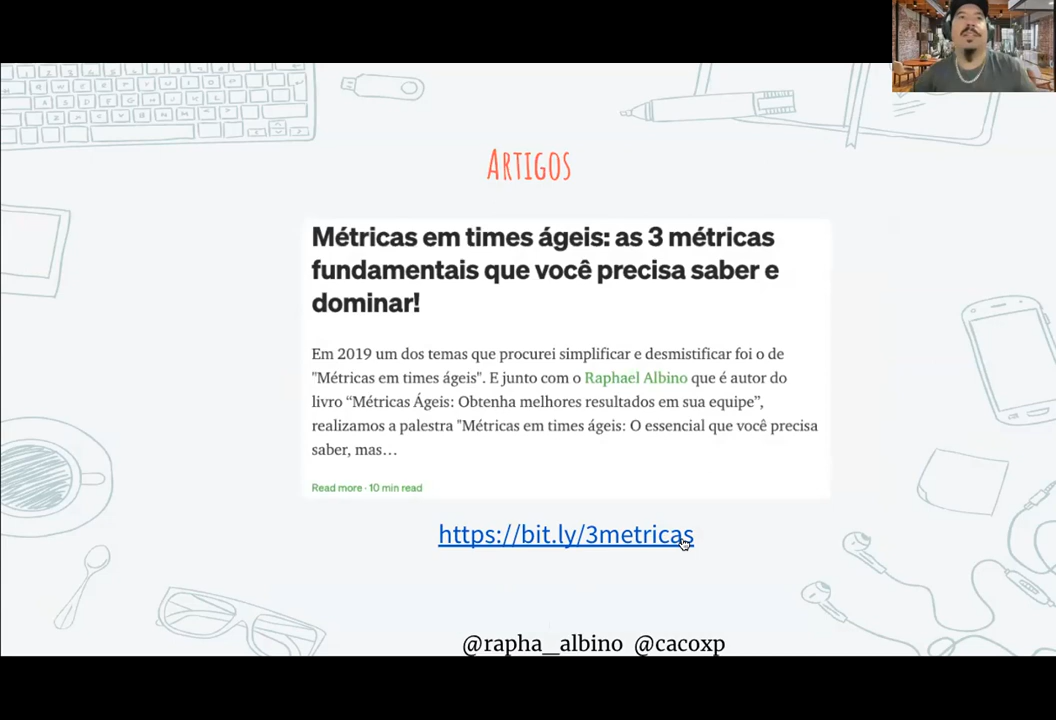 ARTIGOS
Métricas em times ágeis: as 3 métricas
fundamentais que você precisa saber e
dominar!
Em 2019 um dos temas que procurei simplificar e desmistificar foi o de
"Métricas em times ágeis". E junto com o Raphael Albino que é autor do
livro “Métricas Ágeis: Obtenha melhores resultados em sua equipe”,
realizamos a palestra "Métricas em times ágeis: O essencial que você precisa
saber, mas…
Read more · 10 min read
https://bit.ly/3metricas
@rapha_albino @cacoxp